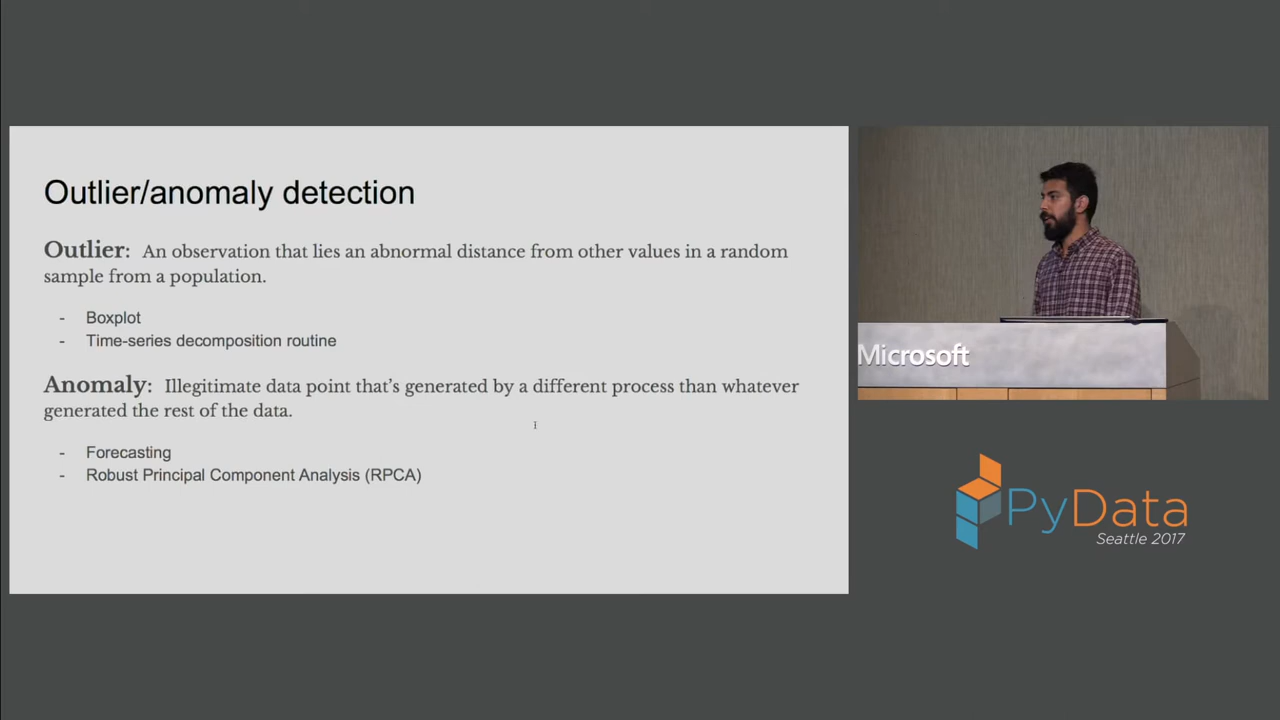 Outlier/anomaly detection
Outlier: An observation that lies an abnormal distance from other values in a random
sample from a population.
- Boxplot
- Time-series decomposition routine
Anomaly: Illegitimate data point that's generated by a different process than whatever
generated the rest of the data.
- Forecasting
- Robust Principal Component Analysis (RPCA)
Microsoft
PyData
Seattle 2017